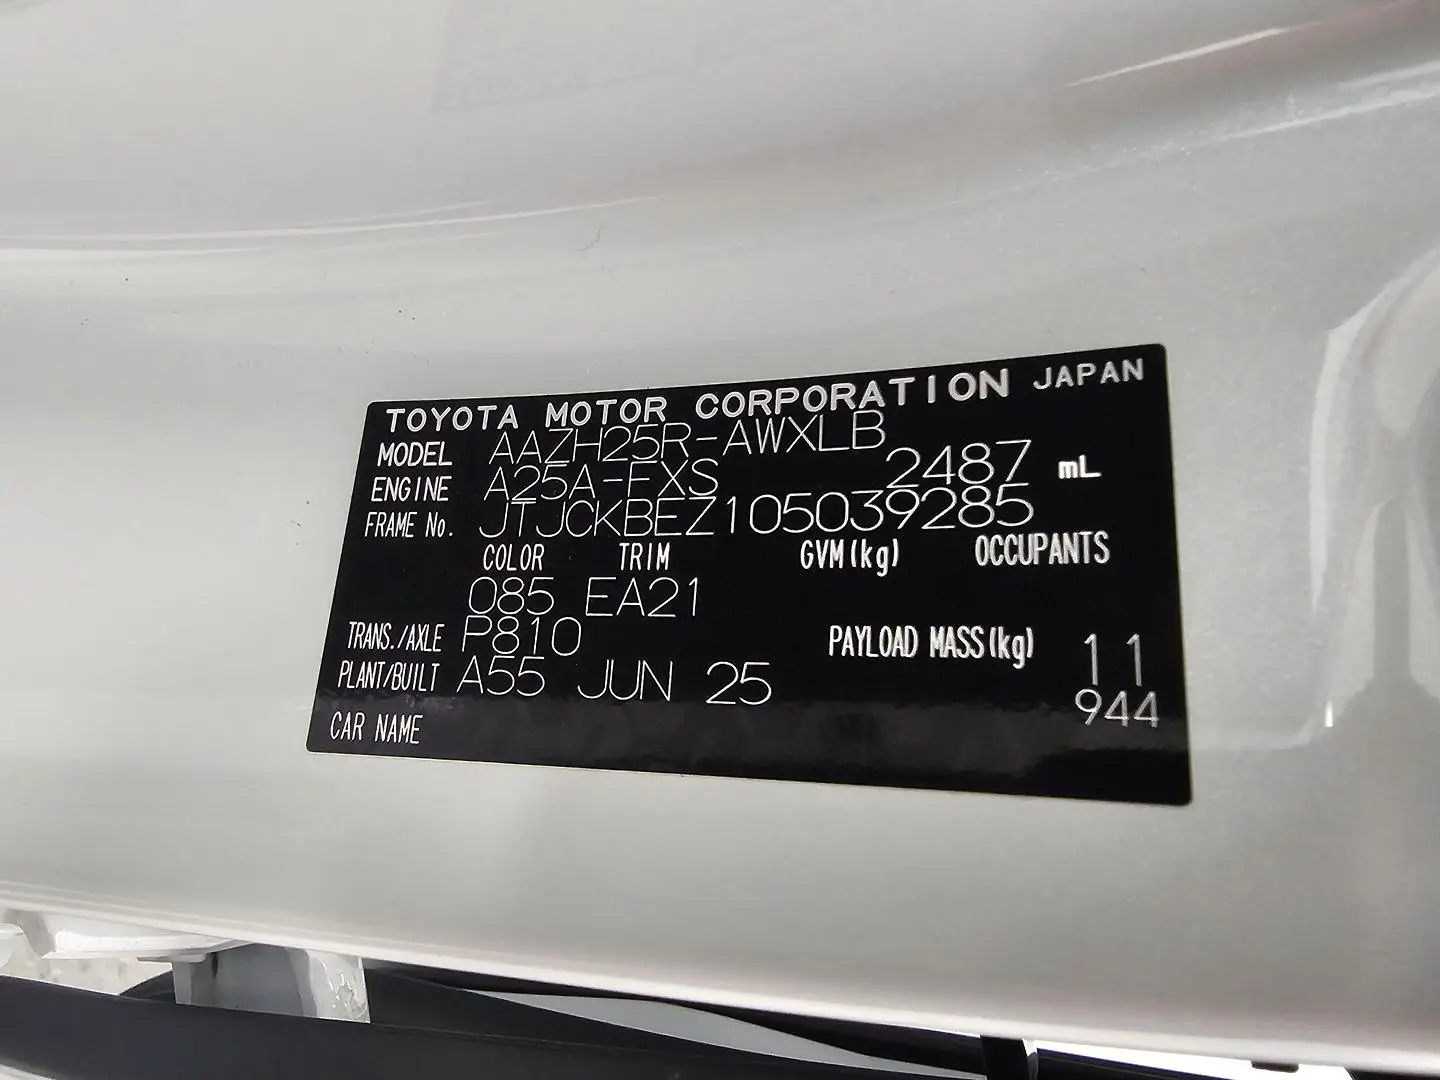 TOYOTA MOTOR CORPORATION JAPAN
MODEL AAZH25R-AWXLB
ENGINE A25A-FXS 2487 mL
FRAME No. JTJCKBEZ105039285
COLOR TRIM GVM(kg) OCCUPANTS
085 EA21
TRANS./AXLE P810 PAYLOAD MASS(kg) 11
PLANT/BUILT A55 JUN 25 944
CAR NAME